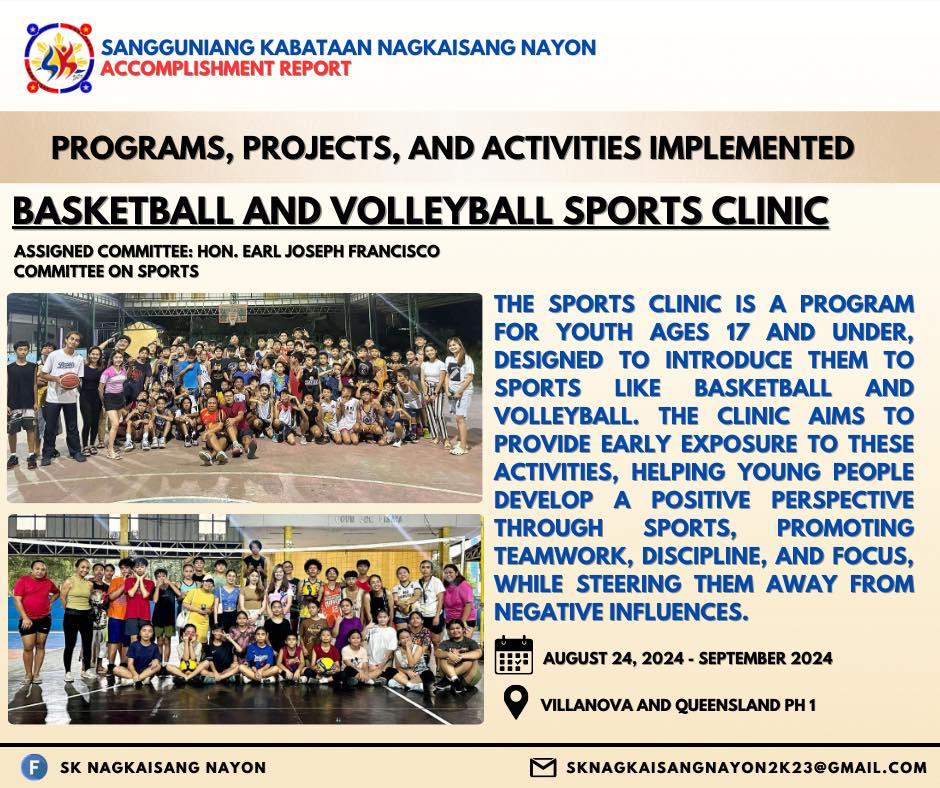 SANGGUNIANG KABATAAN NAGKAISANG NAYON
ACCOMPLISHMENT REPORT
PROGRAMS, PROJECTS, AND ACTIVITIES IMPLEMENTED
BASKETBALL AND VOLLEYBALL SPORTS CLINIC
ASSIGNED COMMITTEE: HON. EARL JOSEPH FRANCISCO
COMMITTEE ON SPORTS
THE SPORTS CLINIC IS A PROGRAM
FOR YOUTH AGES 17 AND UNDER,
DESIGNED TO INTRODUCE THEM TO
SPORTS LIKE BASKETBALL AND
VOLLEYBALL. THE CLINIC AIMS TO
PROVIDE EARLY EXPOSURE TO THESE
ACTIVITIES, HELPING YOUNG PEOPLE
DEVELOP A POSITIVE PERSPECTIVE
THROUGH SPORTS, PROMOTING
TEAMWORK, DISCIPLINE, AND FOCUS,
WHILE STEERING THEM AWAY FROM
NEGATIVE INFLUENCES.
AUGUST 24, 2024 - SEPTEMBER 2024
VILLANOVA AND QUEENSLAND PH 1
F SK NAGKAISANG NAYON
SKNAGKAISANGNAYON2K23@GMAIL.COM